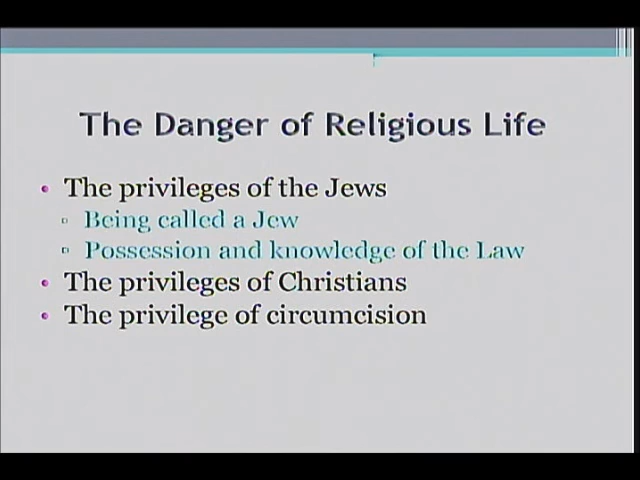 The Danger of Religious Life
• The privileges of the Jews
▫ Being called a Jew
▫ Possession and knowledge of the Law
• The privileges of Christians
• The privilege of circumcision